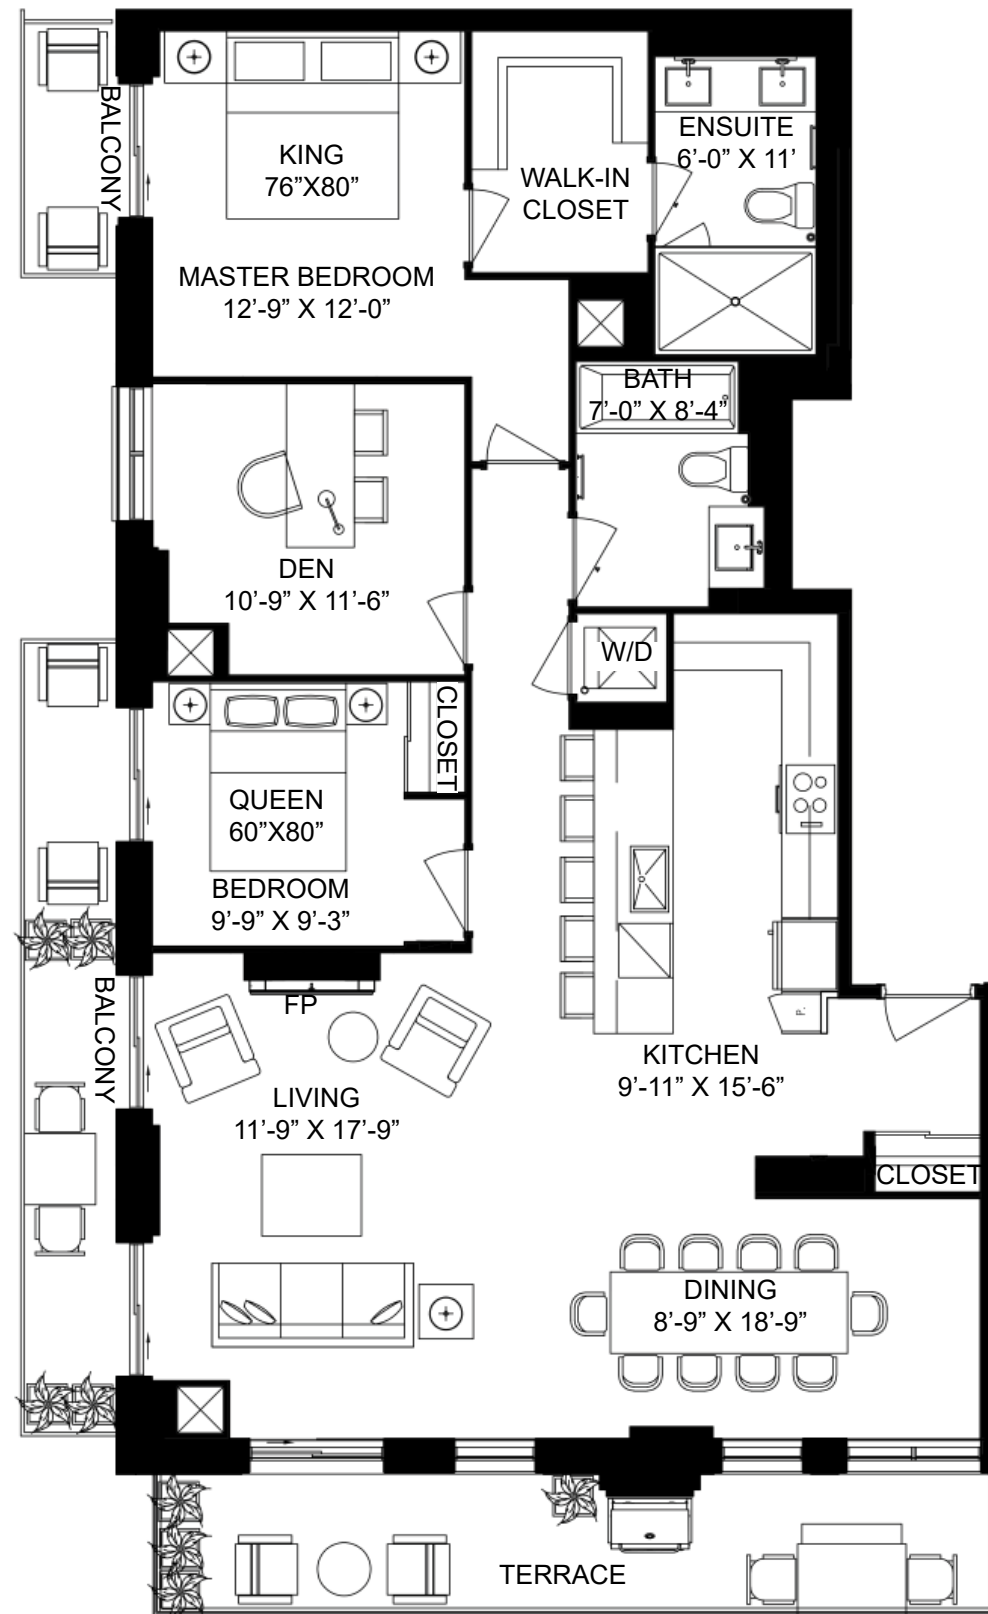 BALCONY
KING
76”X80”
MASTER BEDROOM
12’-9” X 12’-0”
WALK-IN
CLOSET
ENSUITE
6’-0” X 11’
BATH
7’-0” X 8’-4”
DEN
10’-9” X 11’-6”
W/D
CLOSET
QUEEN
60”X80”
BEDROOM
9’-9” X 9’-3”
BALCONY
FP
P.
KITCHEN
9’-11” X 15’-6”
LIVING
11’-9” X 17’-9”
CLOSET
DINING
8’-9” X 18’-9”
TERRACE